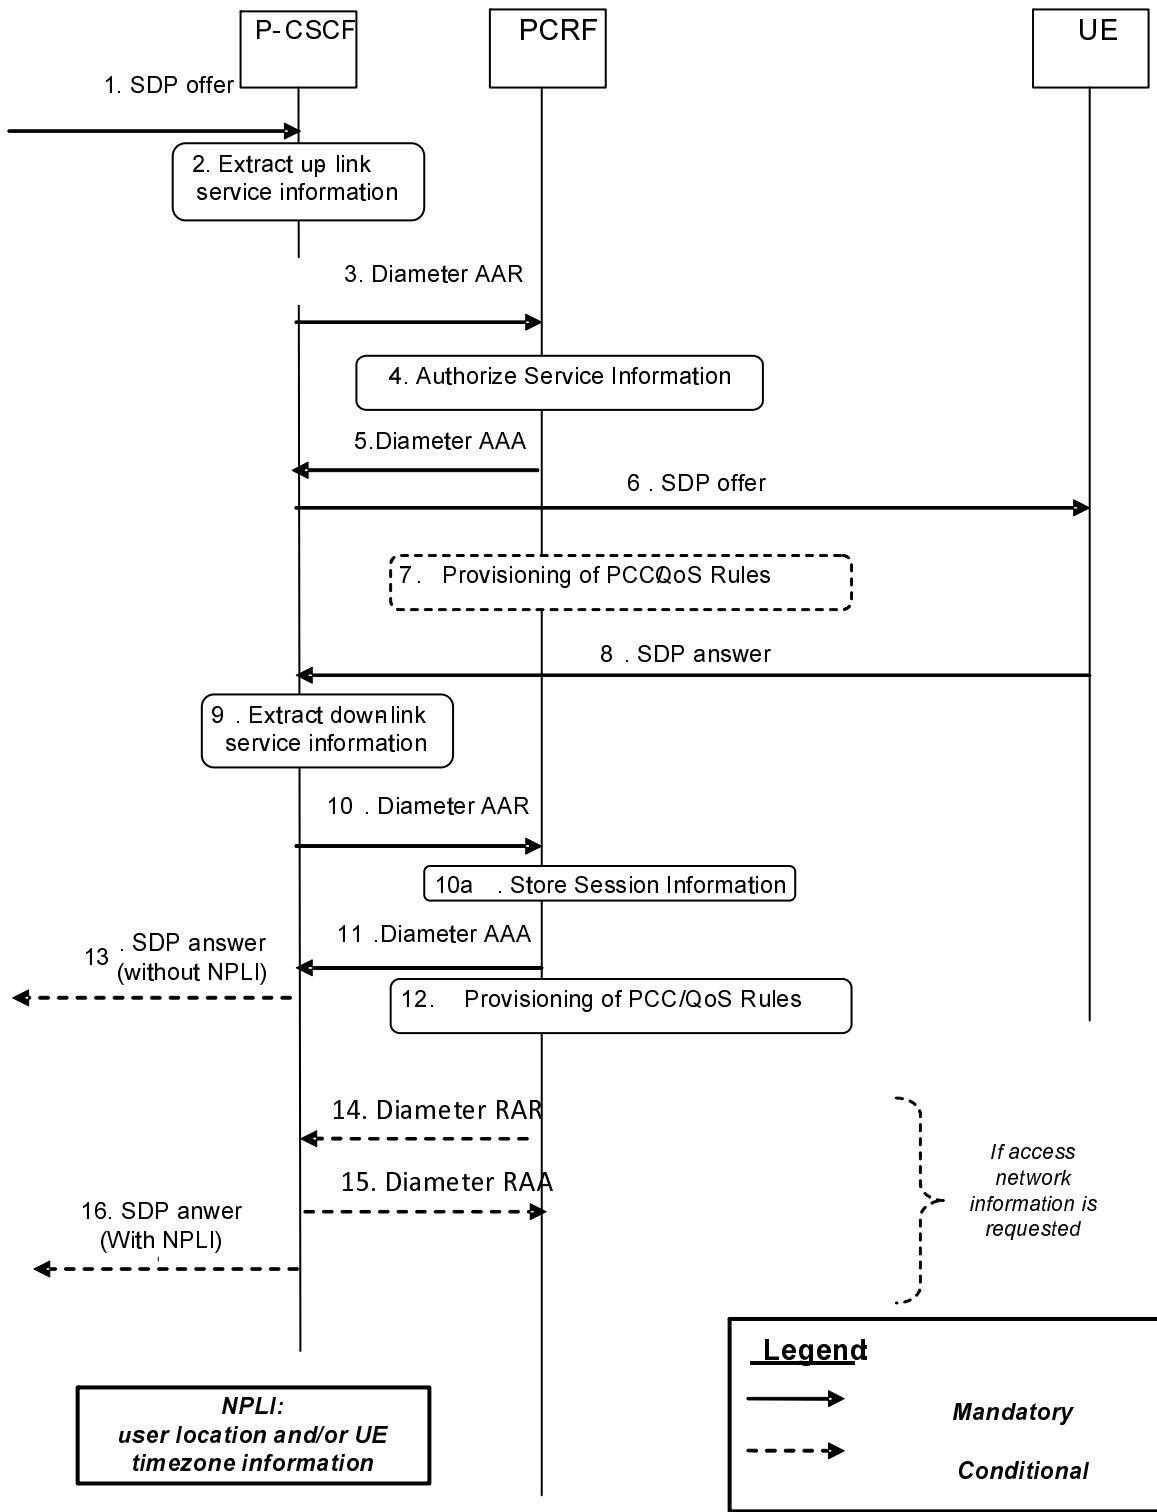 P-CSCF
PCRF
UE
1. SDP offer
2. Extract up-link
service information
3. Diameter AAR
4. Authorize Service Information
5.Diameter AAA
6 . SDP offer
7 . Provisioning of PCC/QoS Rules
8 . SDP answer
9 . Extract down-link
service information
10 . Diameter AAR
10a . Store Session Information
11 .Diameter AAA
13 . SDP answer
(without NPLI)
12. Provisioning of PCC/QoS Rules
14. Diameter RAR
15. Diameter RAA
16. SDP anwer
(With NPLI)
If access
network
information is
requested
Legend
Mandatory
Conditional
NPLI:
user location and/or UE
timezone information